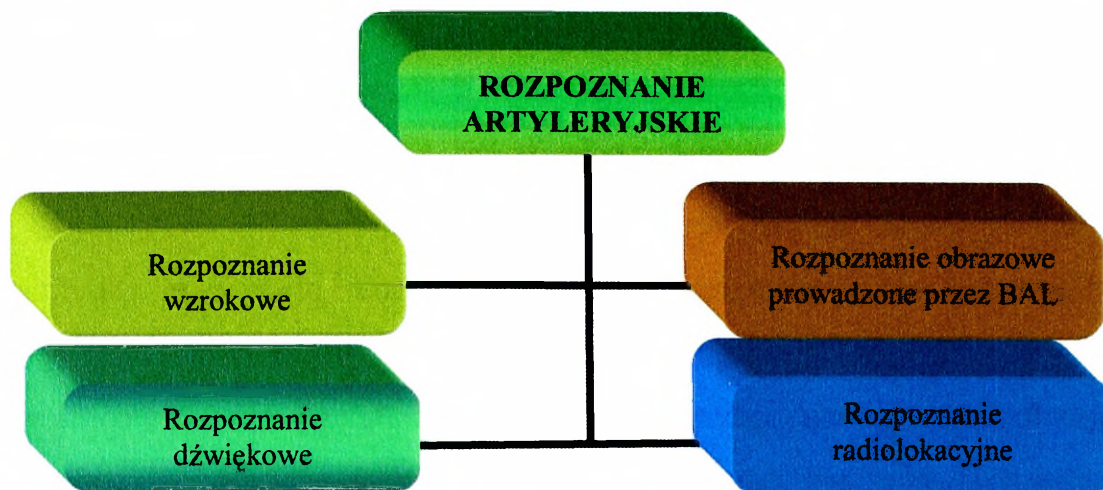 ROZPOZNANIE
ARTYLERYJSKIE
Rozpoznanie
wzrokowe
Rozpoznanie obrazowe
prowadzone przez BAL
Rozpoznanie
dźwiękowe
Rozpoznanie
radiolokacyjne